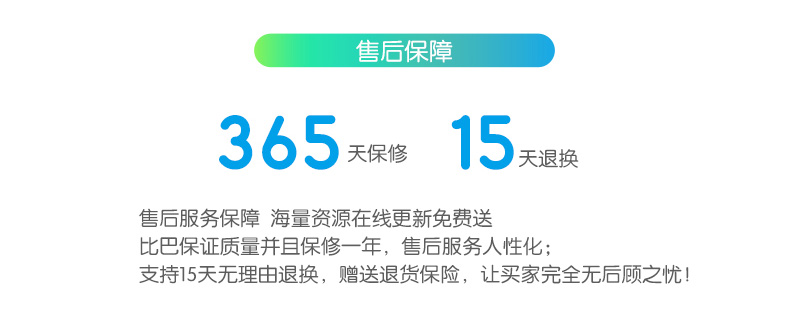 售后保障
365天保修 15天退换
售后服务保障 海量资源在线更新免费送
比巴保证质量并且保修一年，售后服务人性化；
支持15天无理由退换，赠送退货保险，让买家完全无后顾之忧！